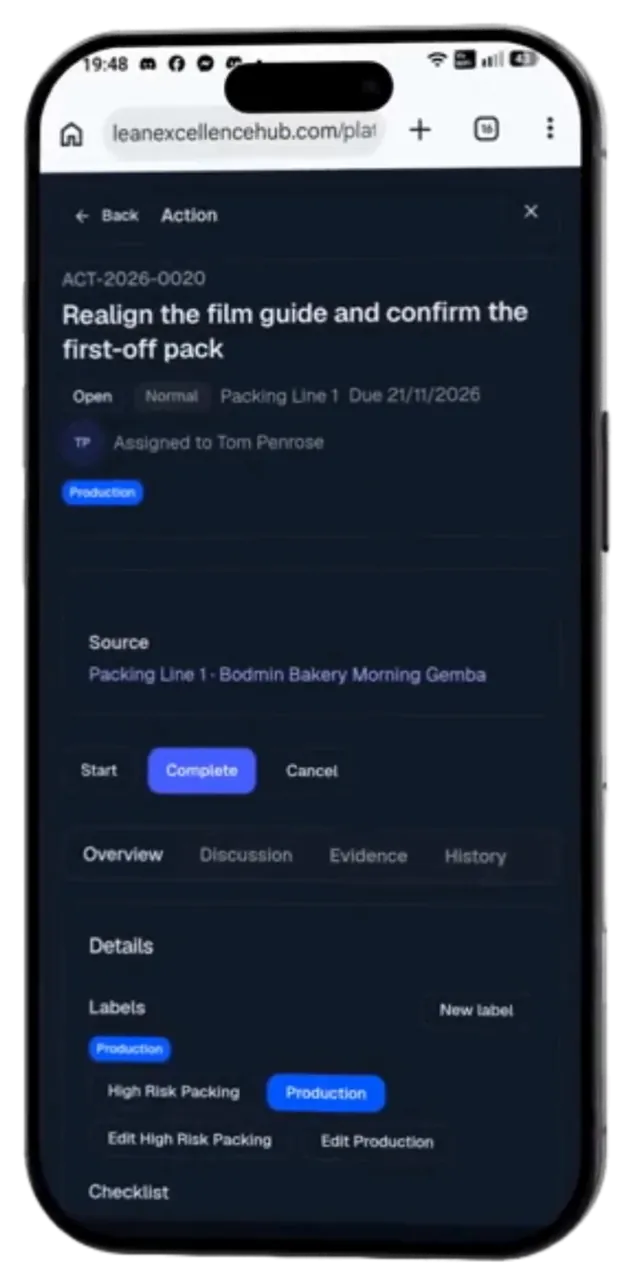 19:48
leanexcellencehub.com/plat
16
43
← Back Action ×
ACT-2026-0020
Realign the film guide and confirm the
first-off pack
Open Normal Packing Line 1 Due 21/11/2026
TP Assigned to Tom Penrose
Production
Source
Packing Line 1 · Bodmin Bakery Morning Gemba
Start Complete Cancel
Overview Discussion Evidence History
Details
Labels New label
Production
High Risk Packing Production
Edit High Risk Packing Edit Production
Checklist